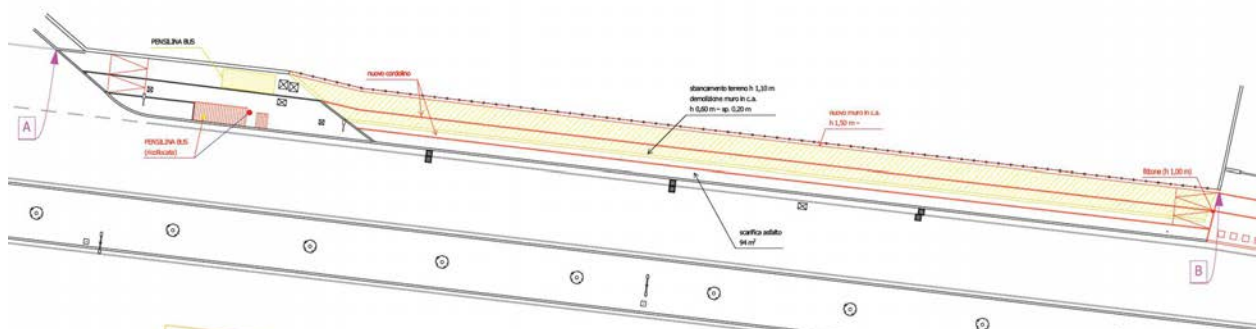 PENSILINA BUS
nuovo cordolino
sbancamento terreno h 1,10 m
demolizione muro in c.a.
h 0,60 m - sp. 0,20 m
nuovo muro in c.a.
h 1,50 m -
fittone (h 1,00 m)
A
PENSILINA BUS
(ricollocata)
scarifica asfalto
94 m²
B